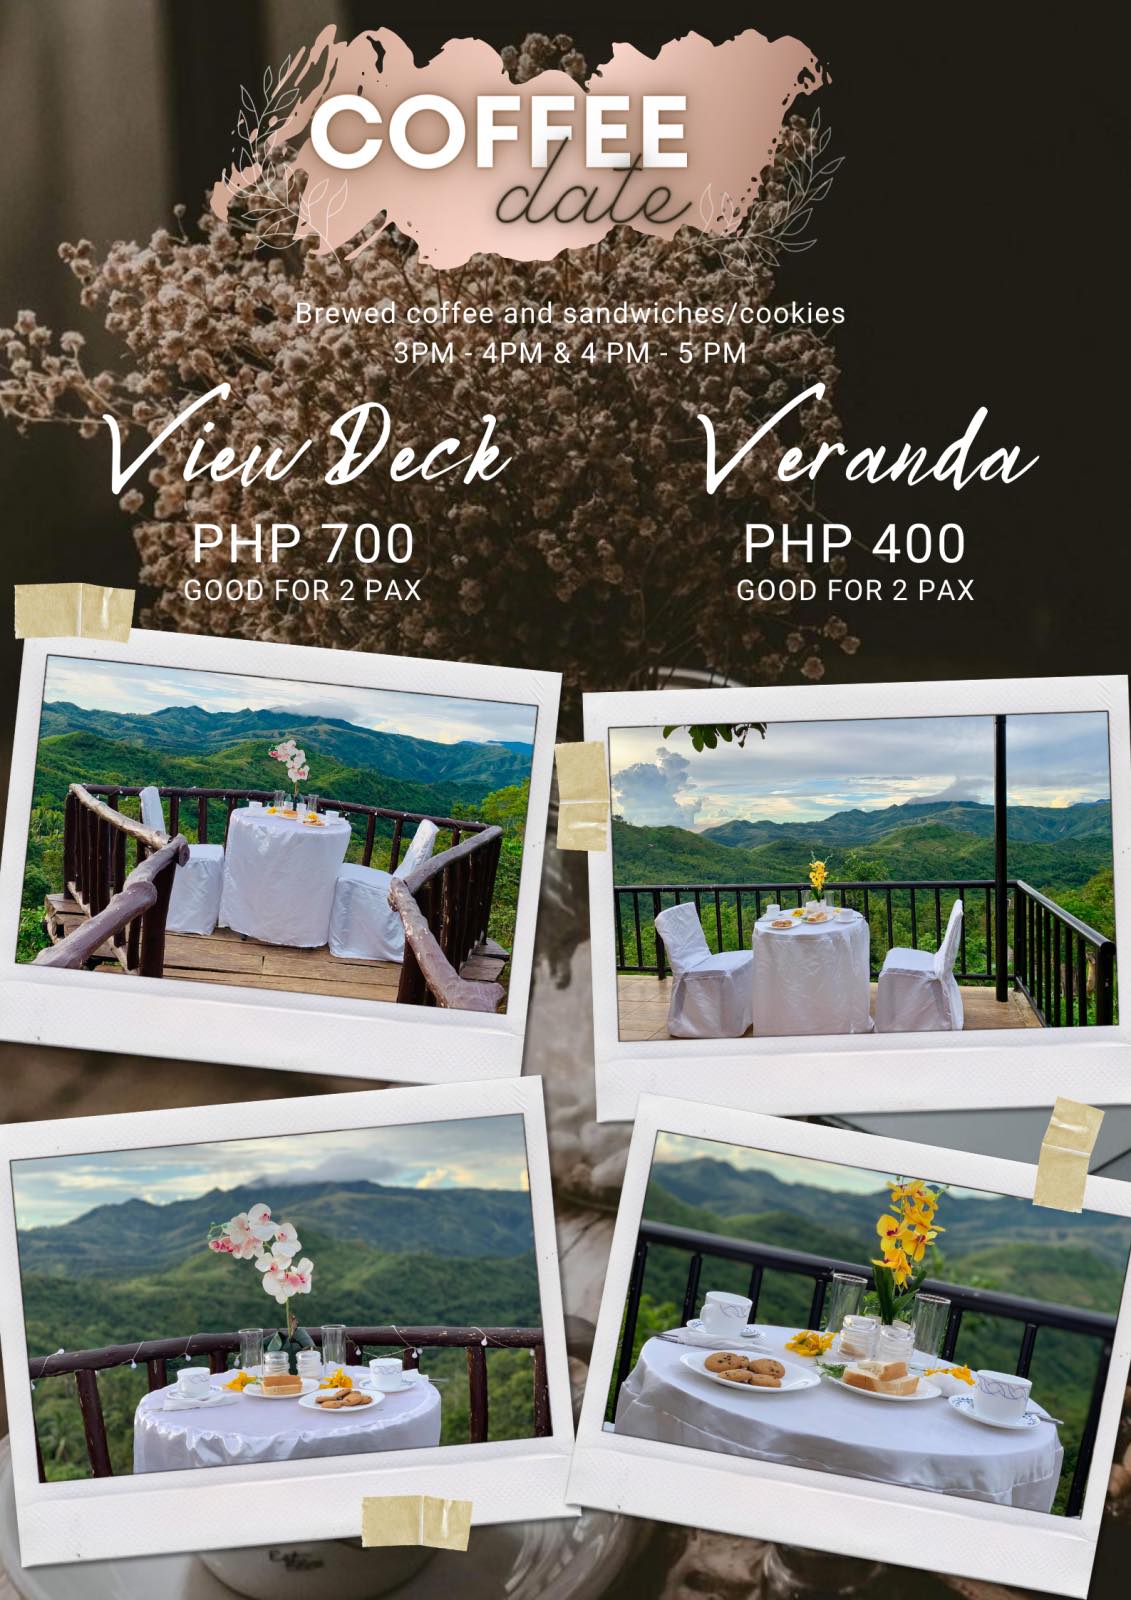 COFFEE
date
Brewed coffee and sandwiches/cookies
3PM - 4PM & 4 PM - 5 PM
View Deck
PHP 700
GOOD FOR 2 PAX
Veranda
PHP 400
GOOD FOR 2 PAX